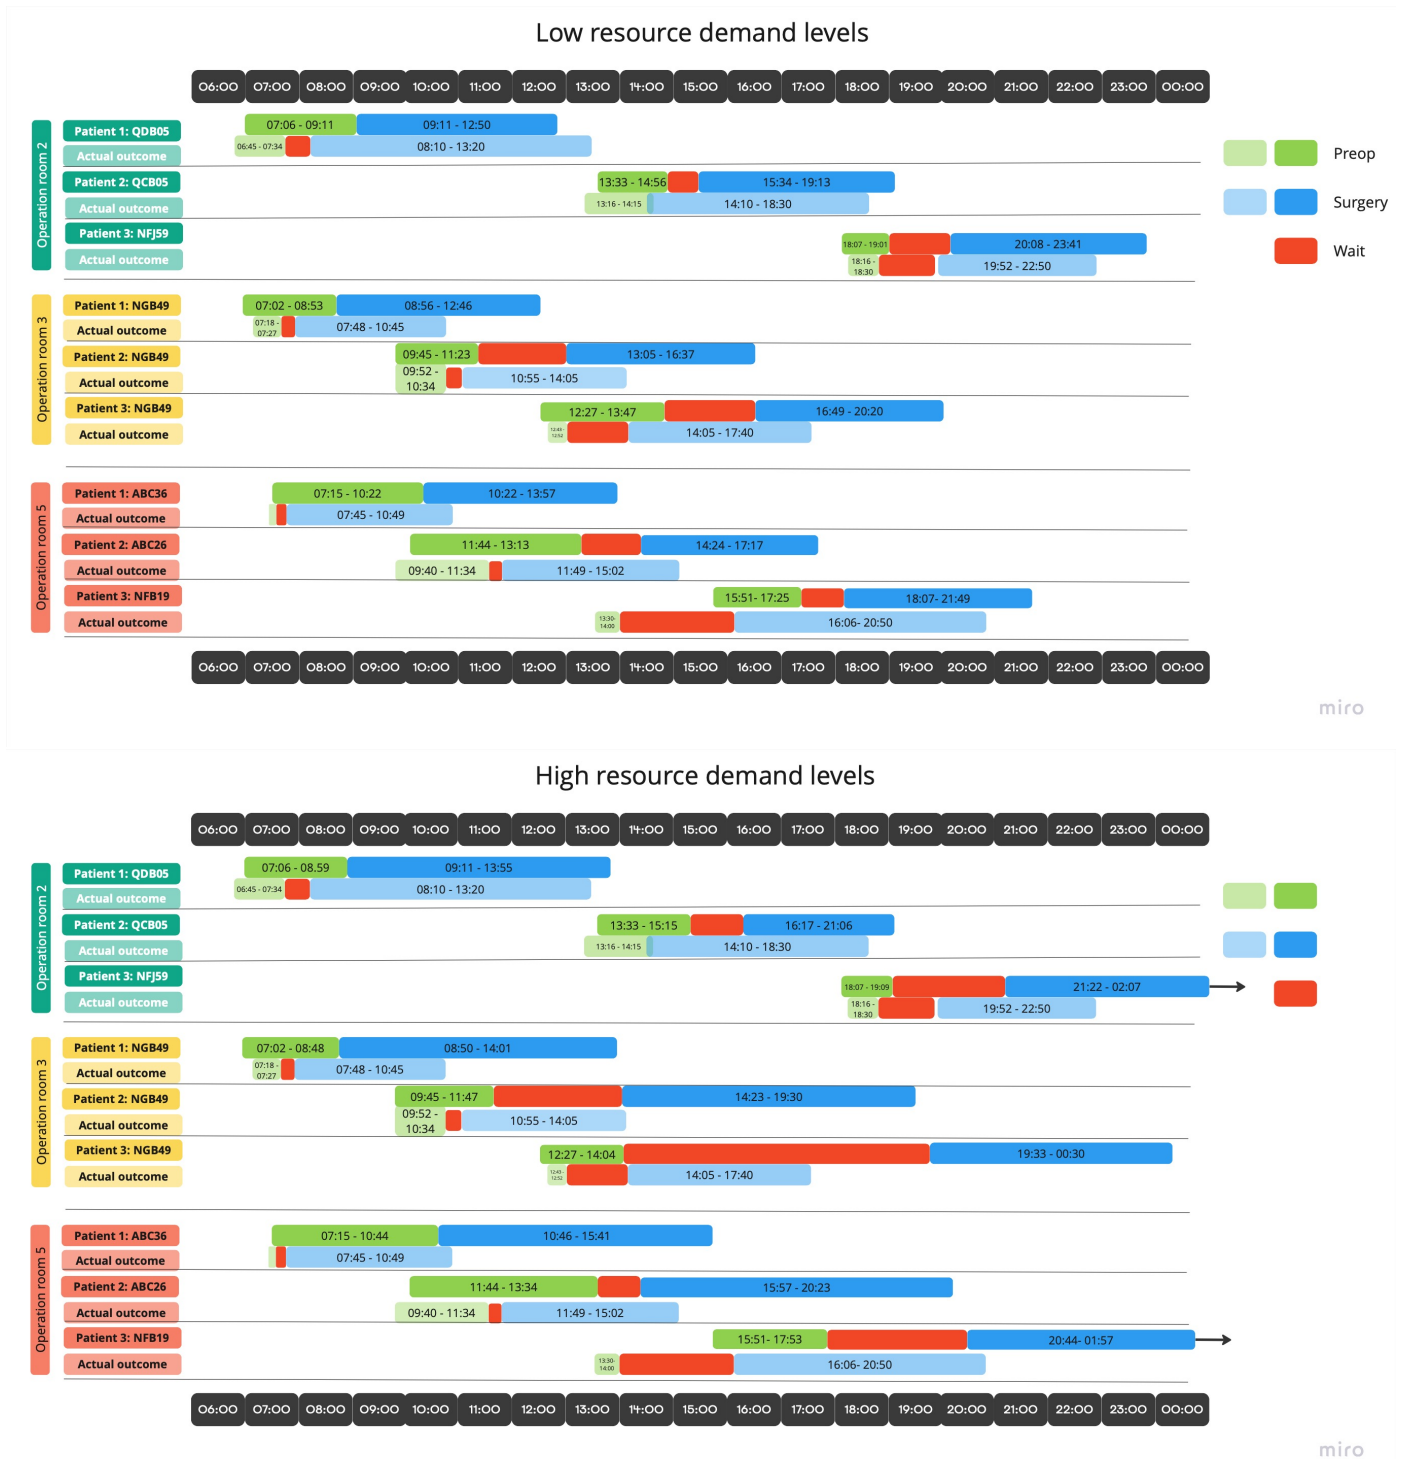 Low resource demand levels
06:00 07:00 08:00 09:00 10:00 11:00 12:00 13:00 14:00 15:00 16:00 17:00 18:00 19:00 20:00 21:00 22:00 23:00 00:00
Operation room 2
Patient 1: QDB05 07:06 - 09:11 09:11 - 12:50
Actual outcome 06:45 - 07:34 08:10 - 13:20
Patient 2: QCB05 13:33 - 14:56 15:34 - 19:13
Actual outcome 13:16 - 14:15 14:10 - 18:30
Patient 3: NFJ59 18:07 - 19:01 20:08 - 23:41
Actual outcome 18:16 - 18:30 19:52 - 22:50
Preop
Surgery
Wait
Operation room 3
Patient 1: NGB49 07:02 - 08:53 08:56 - 12:46
Actual outcome 07:18 - 07:27 07:48 - 10:45
Patient 2: NGB49 09:45 - 11:23 13:05 - 16:37
Actual outcome 09:52 - 10:34 10:55 - 14:05
Patient 3: NGB49 12:27 - 13:47 16:49 - 20:20
Actual outcome 12:43 - 12:52 14:05 - 17:40
Operation room 5
Patient 1: ABC36 07:15 - 10:22 10:22 - 13:57
Actual outcome 07:45 - 10:49
Patient 2: ABC26 11:44 - 13:13 14:24 - 17:17
Actual outcome 09:40 - 11:34 11:49 - 15:02
Patient 3: NFB19 15:51- 17:25 18:07- 21:49
Actual outcome 13:30- 14:00 16:06- 20:50
06:00 07:00 08:00 09:00 10:00 11:00 12:00 13:00 14:00 15:00 16:00 17:00 18:00 19:00 20:00 21:00 22:00 23:00 00:00
miro
High resource demand levels
06:00 07:00 08:00 09:00 10:00 11:00 12:00 13:00 14:00 15:00 16:00 17:00 18:00 19:00 20:00 21:00 22:00 23:00 00:00
Operation room 2
Patient 1: QDB05 07:06 - 08.59 09:11 - 13:55
Actual outcome 06:45 - 07:34 08:10 - 13:20
Patient 2: QCB05 13:33 - 15:15 16:17 - 21:06
Actual outcome 13:16 - 14:15 14:10 - 18:30
Patient 3: NFJ59 18:07 - 19:09 21:22 - 02:07
Actual outcome 18:16 - 18:30 19:52 - 22:50
Operation room 3
Patient 1: NGB49 07:02 - 08:48 08:50 - 14:01
Actual outcome 07:18 - 07:27 07:48 - 10:45
Patient 2: NGB49 09:45 - 11:47 14:23 - 19:30
Actual outcome 09:52 - 10:34 10:55 - 14:05
Patient 3: NGB49 12:27 - 14:04 19:33 - 00:30
Actual outcome 12:43 - 12:52 14:05 - 17:40
Operation room 5
Patient 1: ABC36 07:15 - 10:44 10:46 - 15:41
Actual outcome 07:45 - 10:49
Patient 2: ABC26 11:44 - 13:34 15:57 - 20:23
Actual outcome 09:40 - 11:34 11:49 - 15:02
Patient 3: NFB19 15:51- 17:53 20:44- 01:57
Actual outcome 13:30- 14:00 16:06- 20:50
06:00 07:00 08:00 09:00 10:00 11:00 12:00 13:00 14:00 15:00 16:00 17:00 18:00 19:00 20:00 21:00 22:00 23:00 00:00
miro